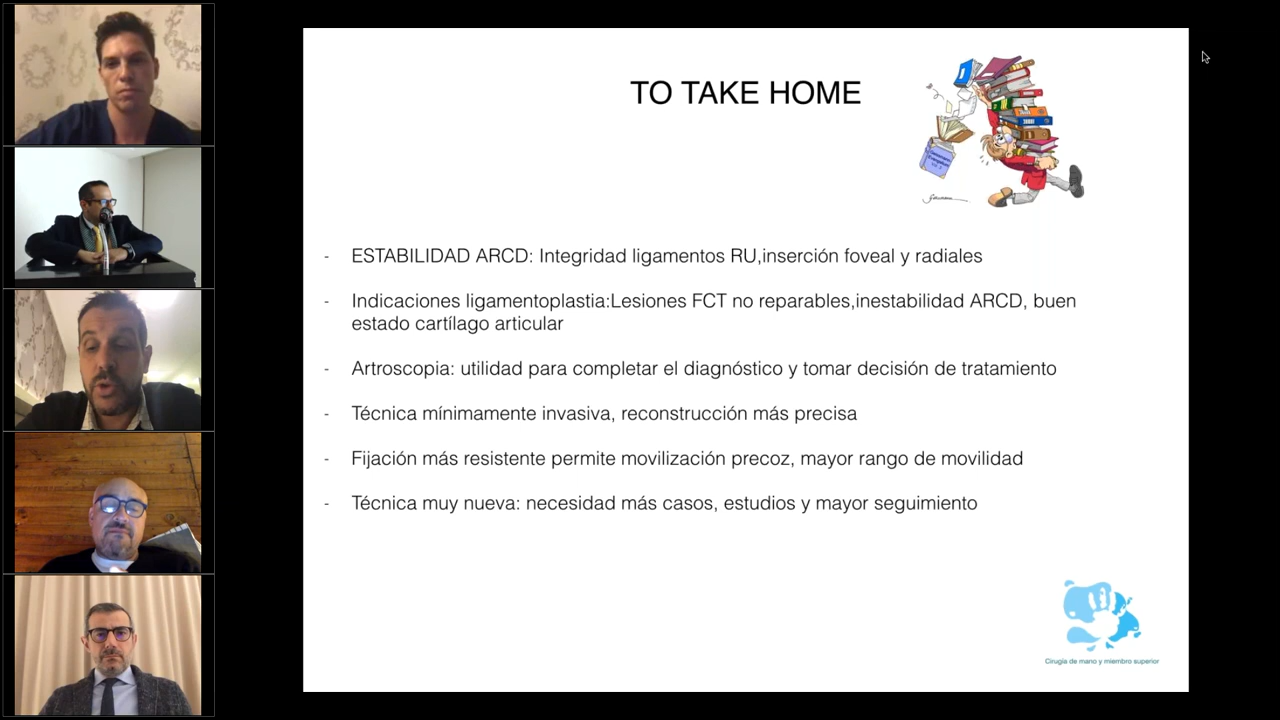 TO TAKE HOME
- ESTABILIDAD ARCD: Integridad ligamentos RU,inserción foveal y radiales
- Indicaciones ligamentoplastia:Lesiones FCT no reparables,inestabilidad ARCD, buen
estado cartílago articular
- Artroscopia: utilidad para completar el diagnóstico y tomar decisión de tratamiento
- Técnica mínimamente invasiva, reconstrucción más precisa
- Fijación más resistente permite movilización precoz, mayor rango de movilidad
- Técnica muy nueva: necesidad más casos, estudios y mayor seguimiento
Cirugía de mano y miembro superior